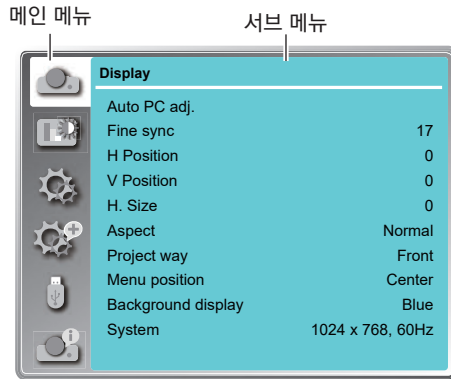 메인 메뉴
서브 메뉴
Display
Auto PC adj.
Fine sync 17
H Position 0
V Position 0
H. Size 0
Aspect Normal
Project way Front
Menu position Center
Background display Blue
System 1024 x 768, 60Hz